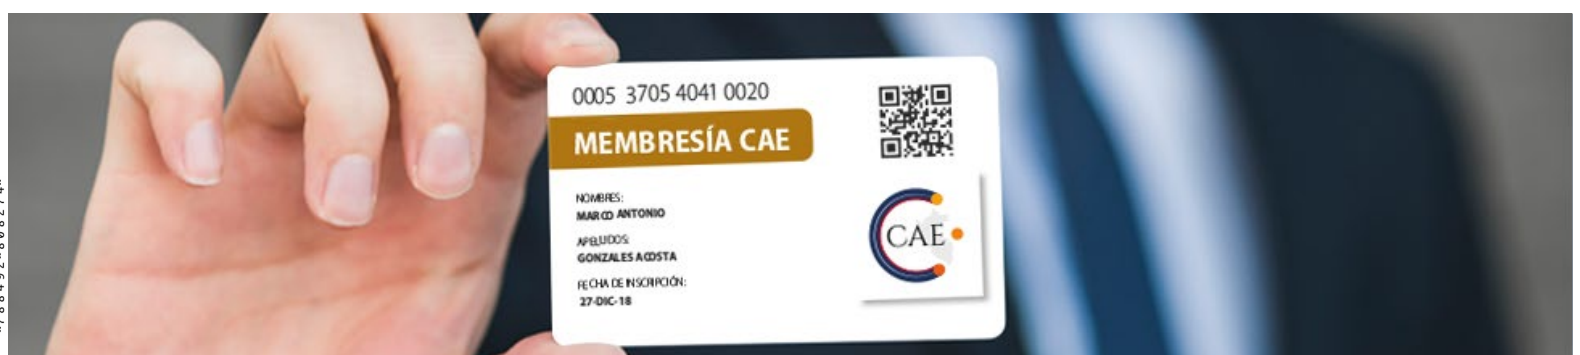 0005 3705 4041 0020
MEMBRESÍA CAE
NOMBRES:
MARCO ANTONIO
APELLIDOS:
GONZALES ACOSTA
FECHA DE INSCRIPCIÓN:
27-DIC-18
CAE